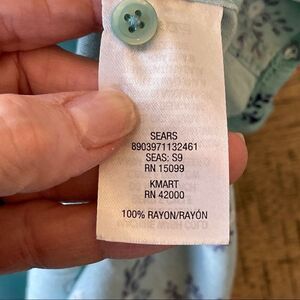 SEARS
8903971132461
SEAS: S9
RN 15099
KMART
RN 42000
100% RAYON/RAYÓN